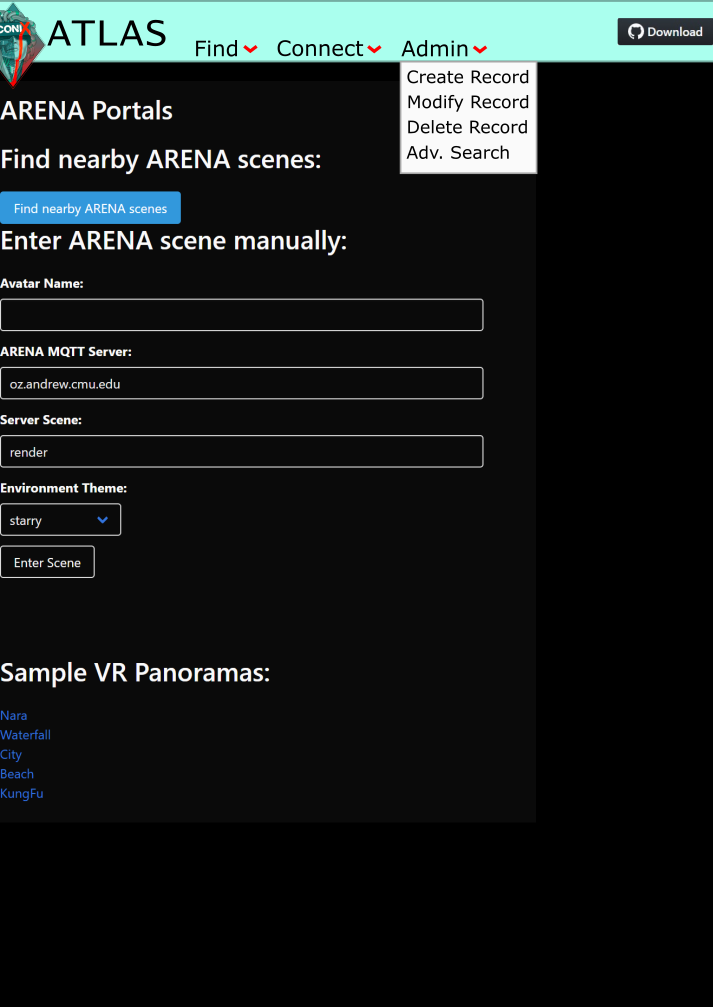 CONIX
ATLAS
Find Connect Admin
Download
Create Record
Modify Record
Delete Record
Adv. Search
ARENA Portals
Find nearby ARENA scenes:
Find nearby ARENA scenes
Enter ARENA scene manually:
Avatar Name:
ARENA MQTT Server:
oz.andrew.cmu.edu
Server Scene:
render
Environment Theme:
starry
Enter Scene
Sample VR Panoramas:
Nara
Waterfall
City
Beach
KungFu